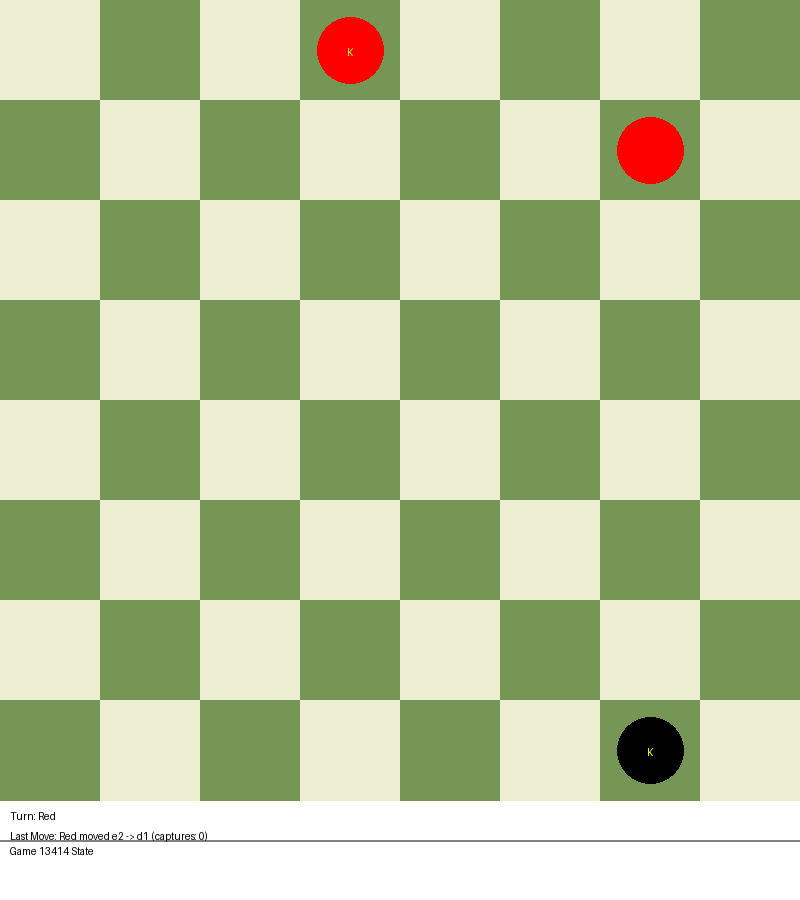 K
K
Turn: Red
Last Move: Red moved e2 -> d1 (captures: 0)
Game 13414 State